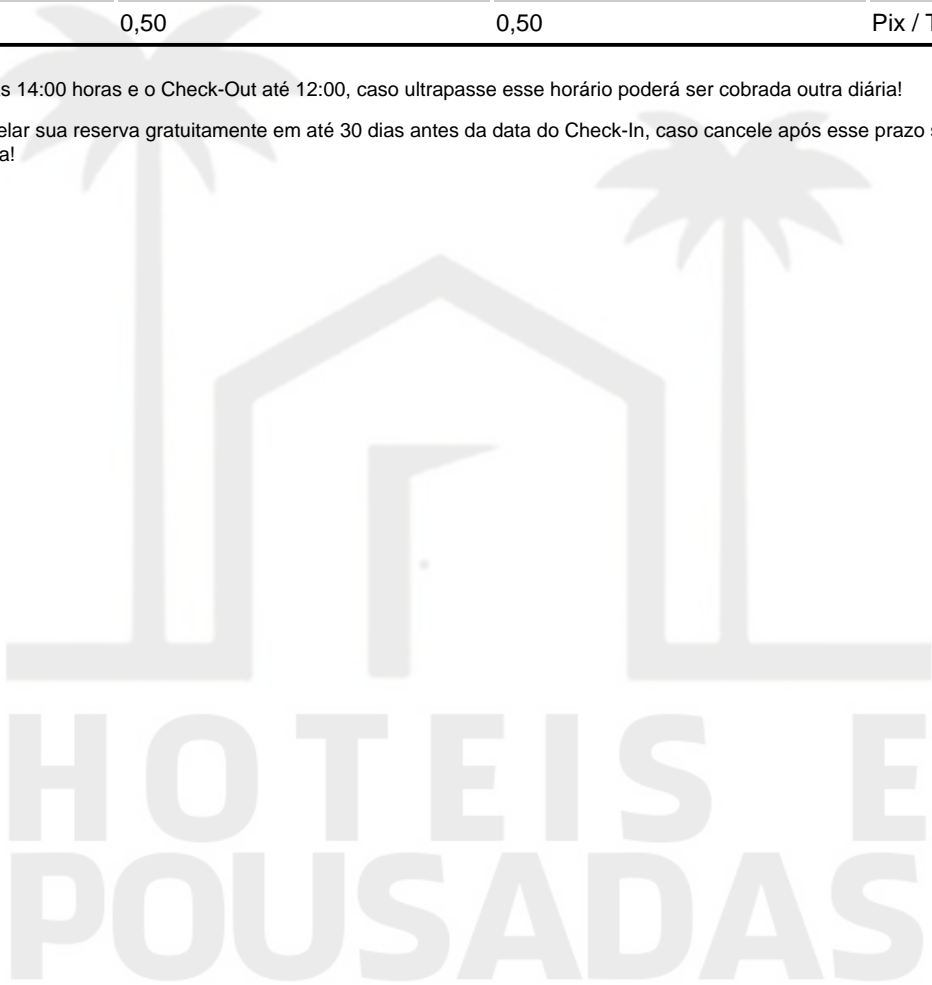 0,50 0,50 Pix / T
s 14:00 horas e o Check-Out até 12:00, caso ultrapasse esse horário poderá ser cobrada outra diária!
elar sua reserva gratuitamente em até 30 dias antes da data do Check-In, caso cancele após esse prazo s
a!
HOTEIS E
POUSADAS